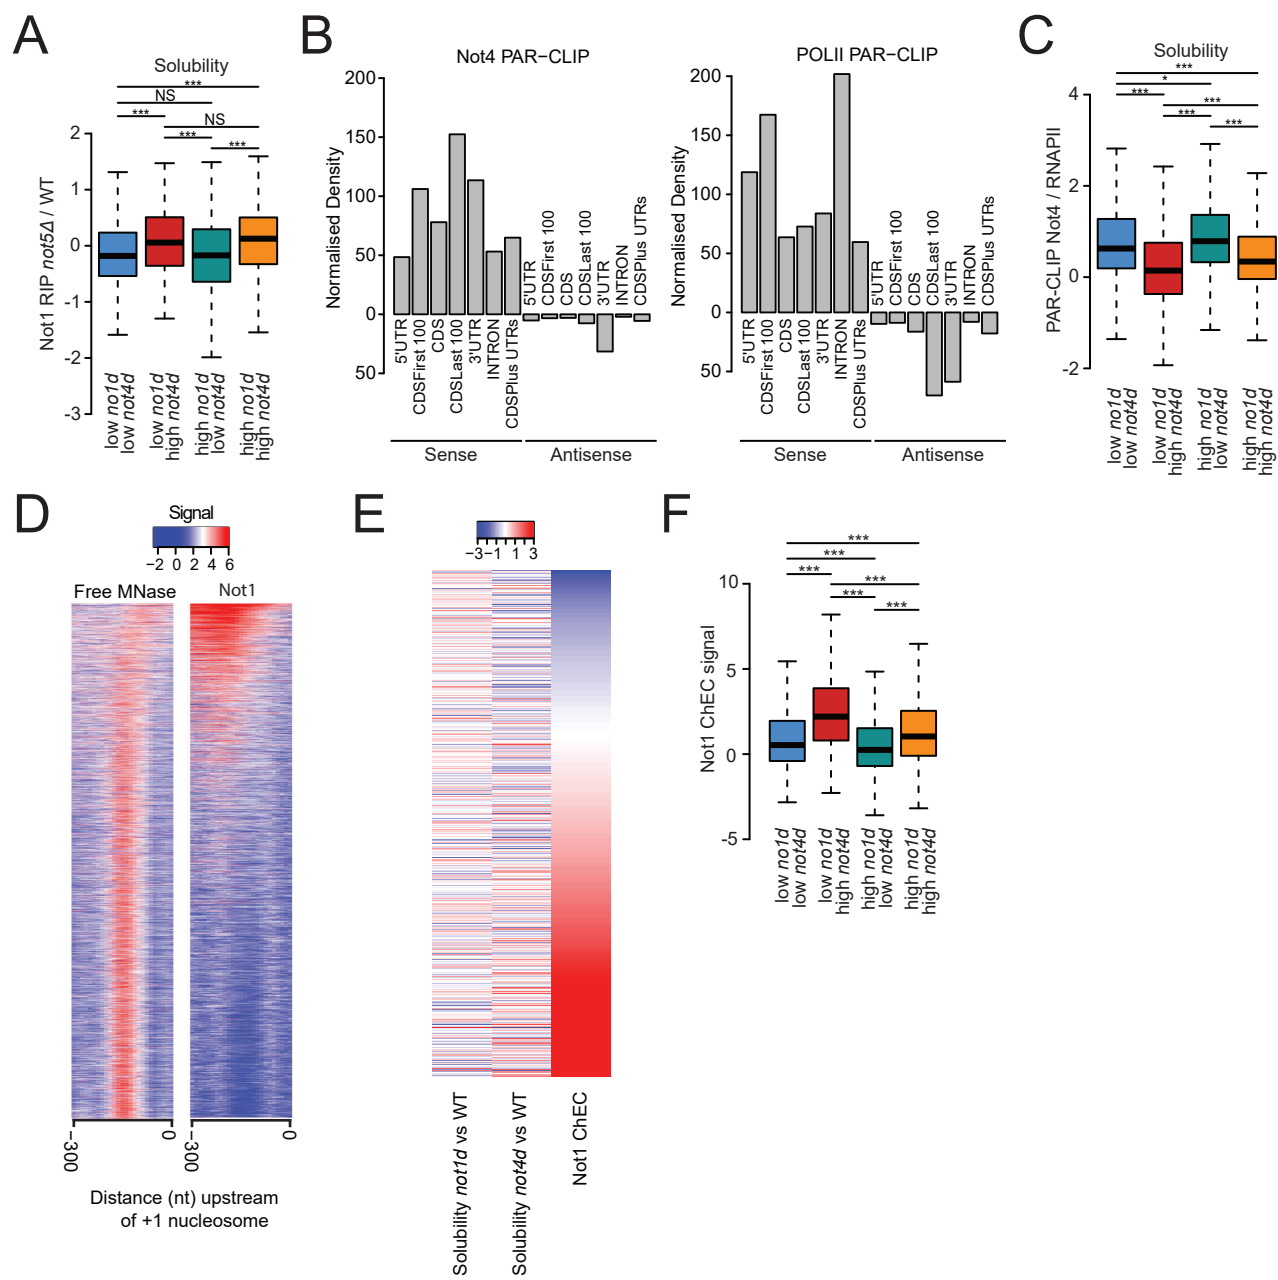 A
Solubility
***
NS
***
NS
***
***
Not1 RIP not5Δ / WT
2
1
0
-1
-2
-3
low no1d
low not4d
low no1d
high not4d
high no1d
low not4d
high no1d
high not4d
B
Not4 PAR−CLIP
Normalised Density
200
150
100
50
0
50
5'UTR
CDSFirst 100
CDS
CDSLast 100
3'UTR
INTRON
CDSPlus UTRs
5'UTR
CDSFirst 100
CDS
CDSLast 100
3'UTR
INTRON
CDSPlus UTRs
Sense
Antisense
POLII PAR−CLIP
Normalised Density
200
150
100
50
0
50
5'UTR
CDSFirst 100
CDS
CDSLast 100
3'UTR
INTRON
CDSPlus UTRs
5'UTR
CDSFirst 100
CDS
CDSLast 100
3'UTR
INTRON
CDSPlus UTRs
Sense
Antisense
C
Solubility
***
*
***
***
***
***
PAR−CLIP Not4 / RNAPII
4
2
0
-2
low no1d
low not4d
low no1d
high not4d
high no1d
low not4d
high no1d
high not4d
D
Signal
−2 0 2 4 6
Free MNase
Not1
−300
0
−300
0
Distance (nt) upstream
of +1 nucleosome
E
−3−1 1 3
Solubility not1d vs WT
Solubility not4d vs WT
Not1 ChEC
F
***
***
***
***
***
***
Not1 ChEC signal
10
5
0
-5
low no1d
low not4d
low no1d
high not4d
high no1d
low not4d
high no1d
high not4d